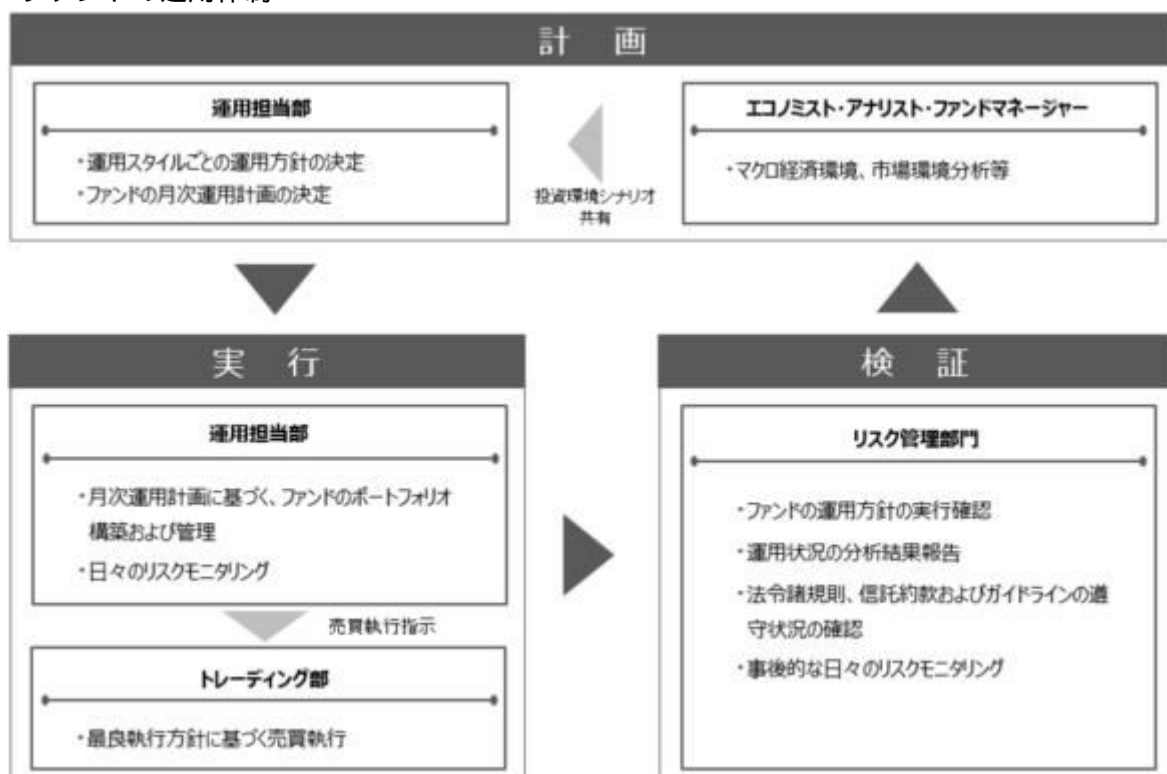 計 画
運用担当部
・運用スタイルごとの運用方針の決定
・ファンドの月次運用計画の決定
投資環境シナリオ
共有
エコノミスト・アナリスト・ファンドマネージャー
・マクロ経済環境、市場環境分析等
実 行
運用担当部
・月次運用計画に基づく、ファンドのポートフォリオ
構築および管理
・日々のリスクモニタリング
売買執行指示
トレーディング部
・最良執行方針に基づく売買執行
検 証
リスク管理部門
・ファンドの運用方針の実行確認
・運用状況の分析結果報告
・法令諸規則、信託約款およびガイドラインの遵
守状況の確認
・事後的な日々のリスクモニタリング